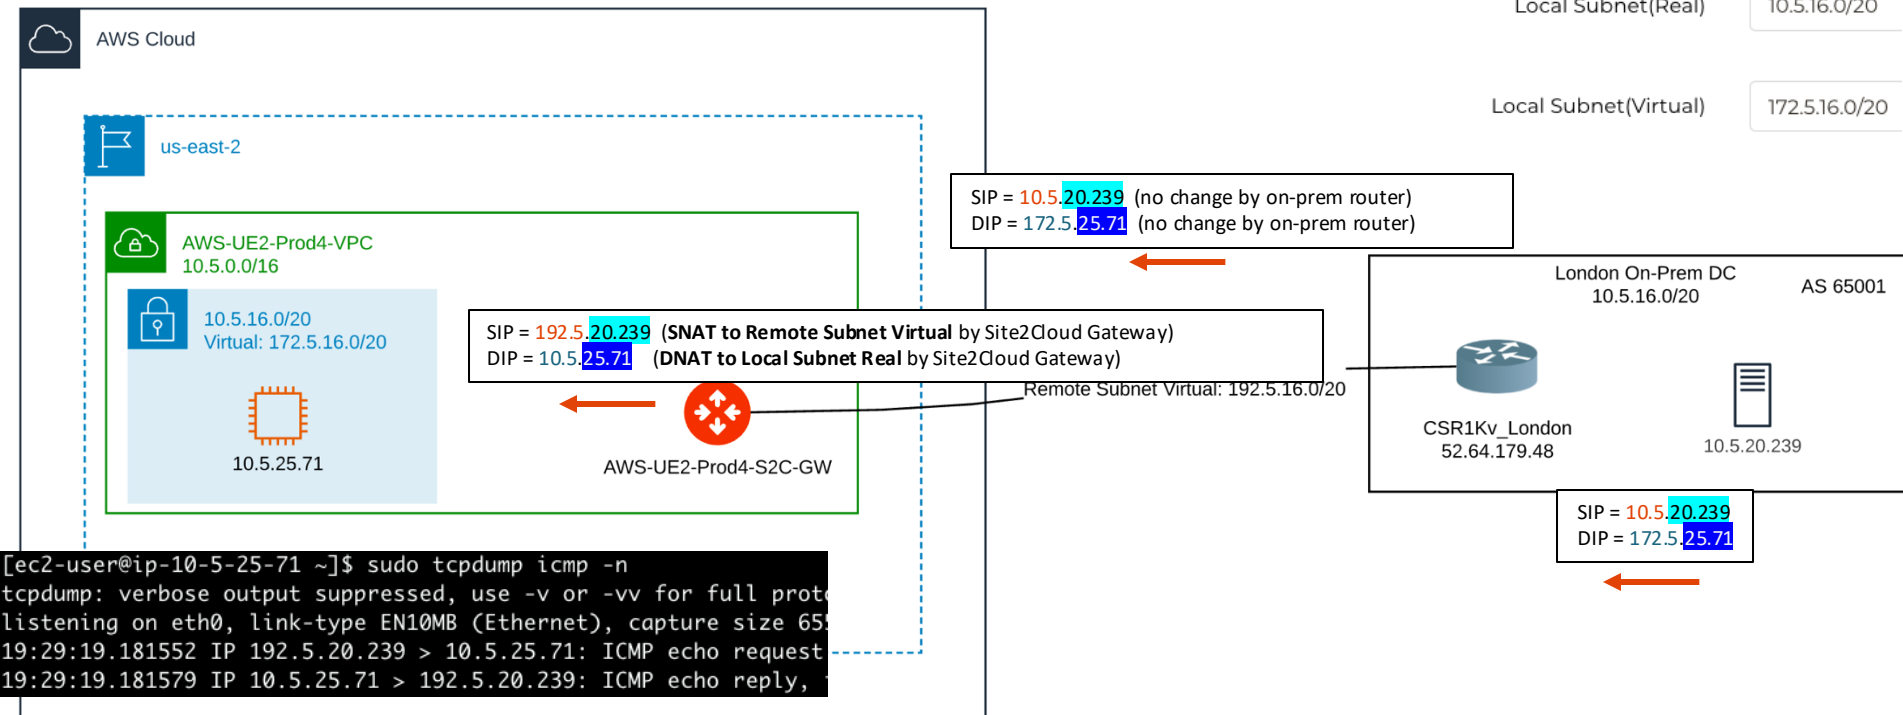 Local Subnet(Real)
10.5.16.0/20
AWS Cloud
Local Subnet(Virtual)
172.5.16.0/20
us-east-2
SIP = 10.5.20.239 (no change by on-prem router)
DIP = 172.5.25.71 (no change by on-prem router)
AWS-UE2-Prod4-VPC
10.5.0.0/16
London On-Prem DC
10.5.16.0/20
AS 65001
10.5.16.0/20
Virtual: 172.5.16.0/20
SIP = 192.5.20.239 (SNAT to Remote Subnet Virtual by Site2Cloud Gateway)
DIP = 10.5.25.71 (DNAT to Local Subnet Real by Site2Cloud Gateway)
Remote Subnet Virtual: 192.5.16.0/20
10.5.25.71
AWS-UE2-Prod4-S2C-GW
CSR1Kv_London
52.64.179.48
10.5.20.239
SIP = 10.5.20.239
DIP = 172.5.25.71
[ec2-user@ip-10-5-25-71 ~]$ sudo tcpdump icmp -n
tcpdump: verbose output suppressed, use -v or -vv for full proto
listening on eth0, link-type EN10MB (Ethernet), capture size 655
19:29:19.181552 IP 192.5.20.239 > 10.5.25.71: ICMP echo request
19:29:19.181579 IP 10.5.25.71 > 192.5.20.239: ICMP echo reply,